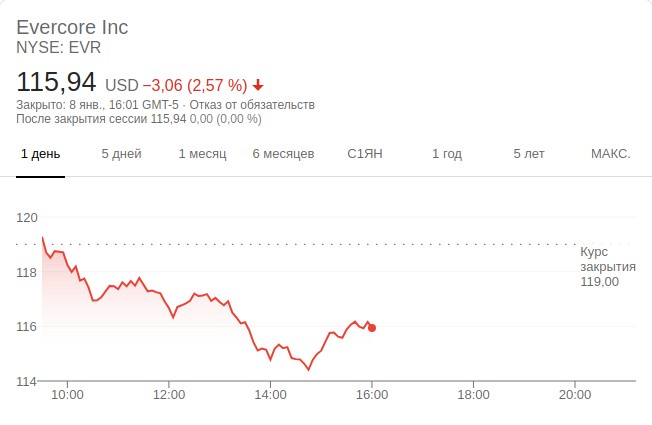 Evercore Inc
NYSE: EVR
115,94 USD −3,06 (2,57 %)
Закрыто: 8 янв., 16:01 GMT-5 · Отказ от обязательств
После закрытия сессии 115,94 0,00 (0,00 %)
1 день 5 дней 1 месяц 6 месяцев С1ЯН 1 год 5 лет МАКС.
120
Курс
закрытия
119,00
118
116
114
10:00 12:00 14:00 16:00 18:00 20:00